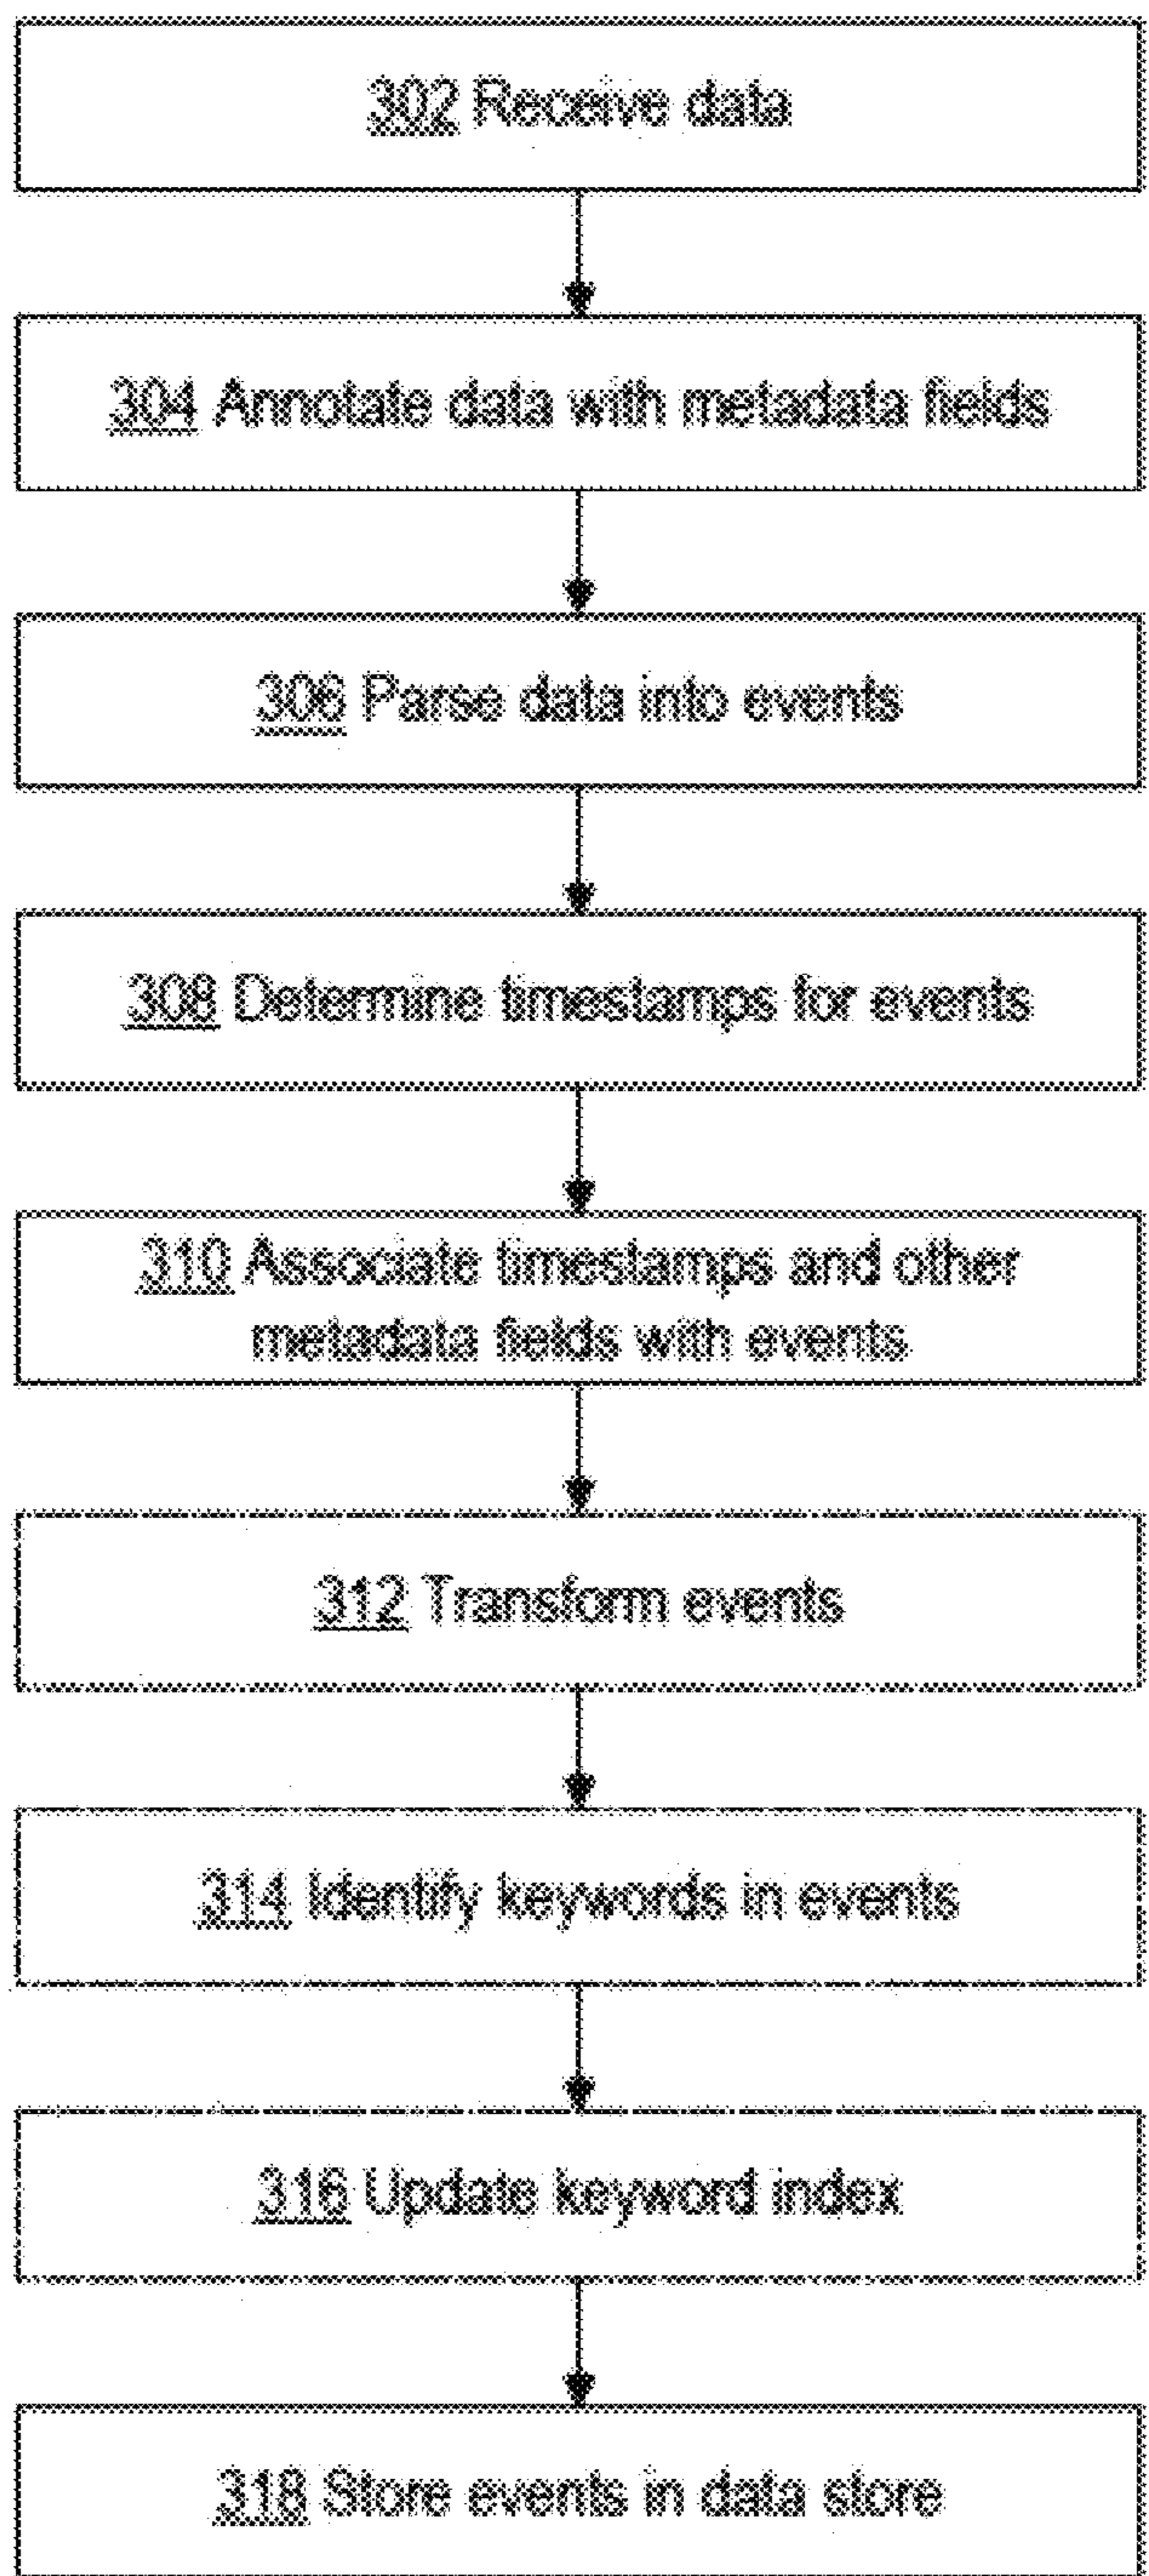 302 Receive data
304 Annotate data with metadata fields
306 Parse data into events
308 Determine timestamps for events
310 Associate timestamps and other
metadata fields with events
312 Transform events
314 Identify keywords in events
316 Update keyword index
318 Store events in data store